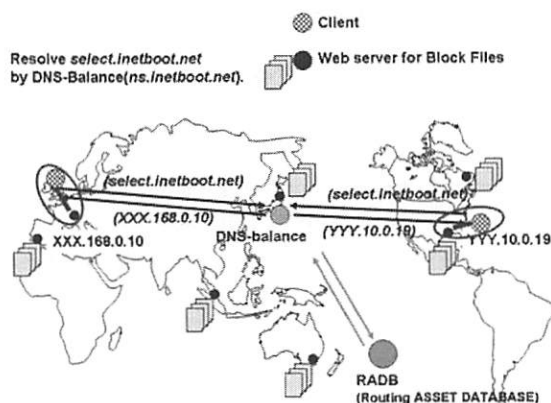 Client
Resolve select.inetboot.net
by DNS-Balance(ns.inetboot.net).
Web server for Block Files
(select.inetboot.net)
(select.inetboot.net)
(XXX.168.0.10)
DNS-balance
(YYY.10.0.19)
XXX.168.0.10
YYY.10.0.19
RADB
(Routing ASSET DATABASE)